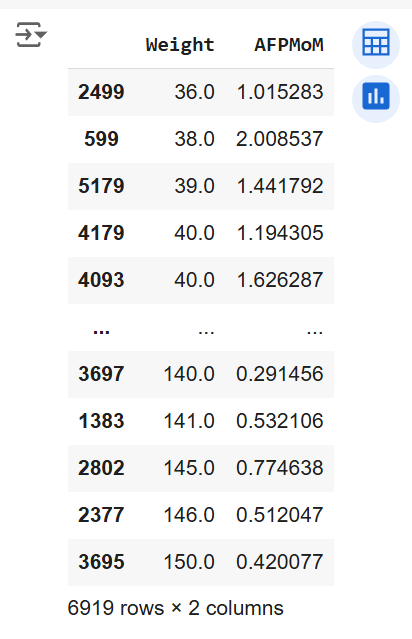 Weight AFPMoM
2499 36.0 1.015283
599 38.0 2.008537
5179 39.0 1.441792
4179 40.0 1.194305
4093 40.0 1.626287
... ... ...
3697 140.0 0.291456
1383 141.0 0.532106
2802 145.0 0.774638
2377 146.0 0.512047
3695 150.0 0.420077
6919 rows × 2 columns